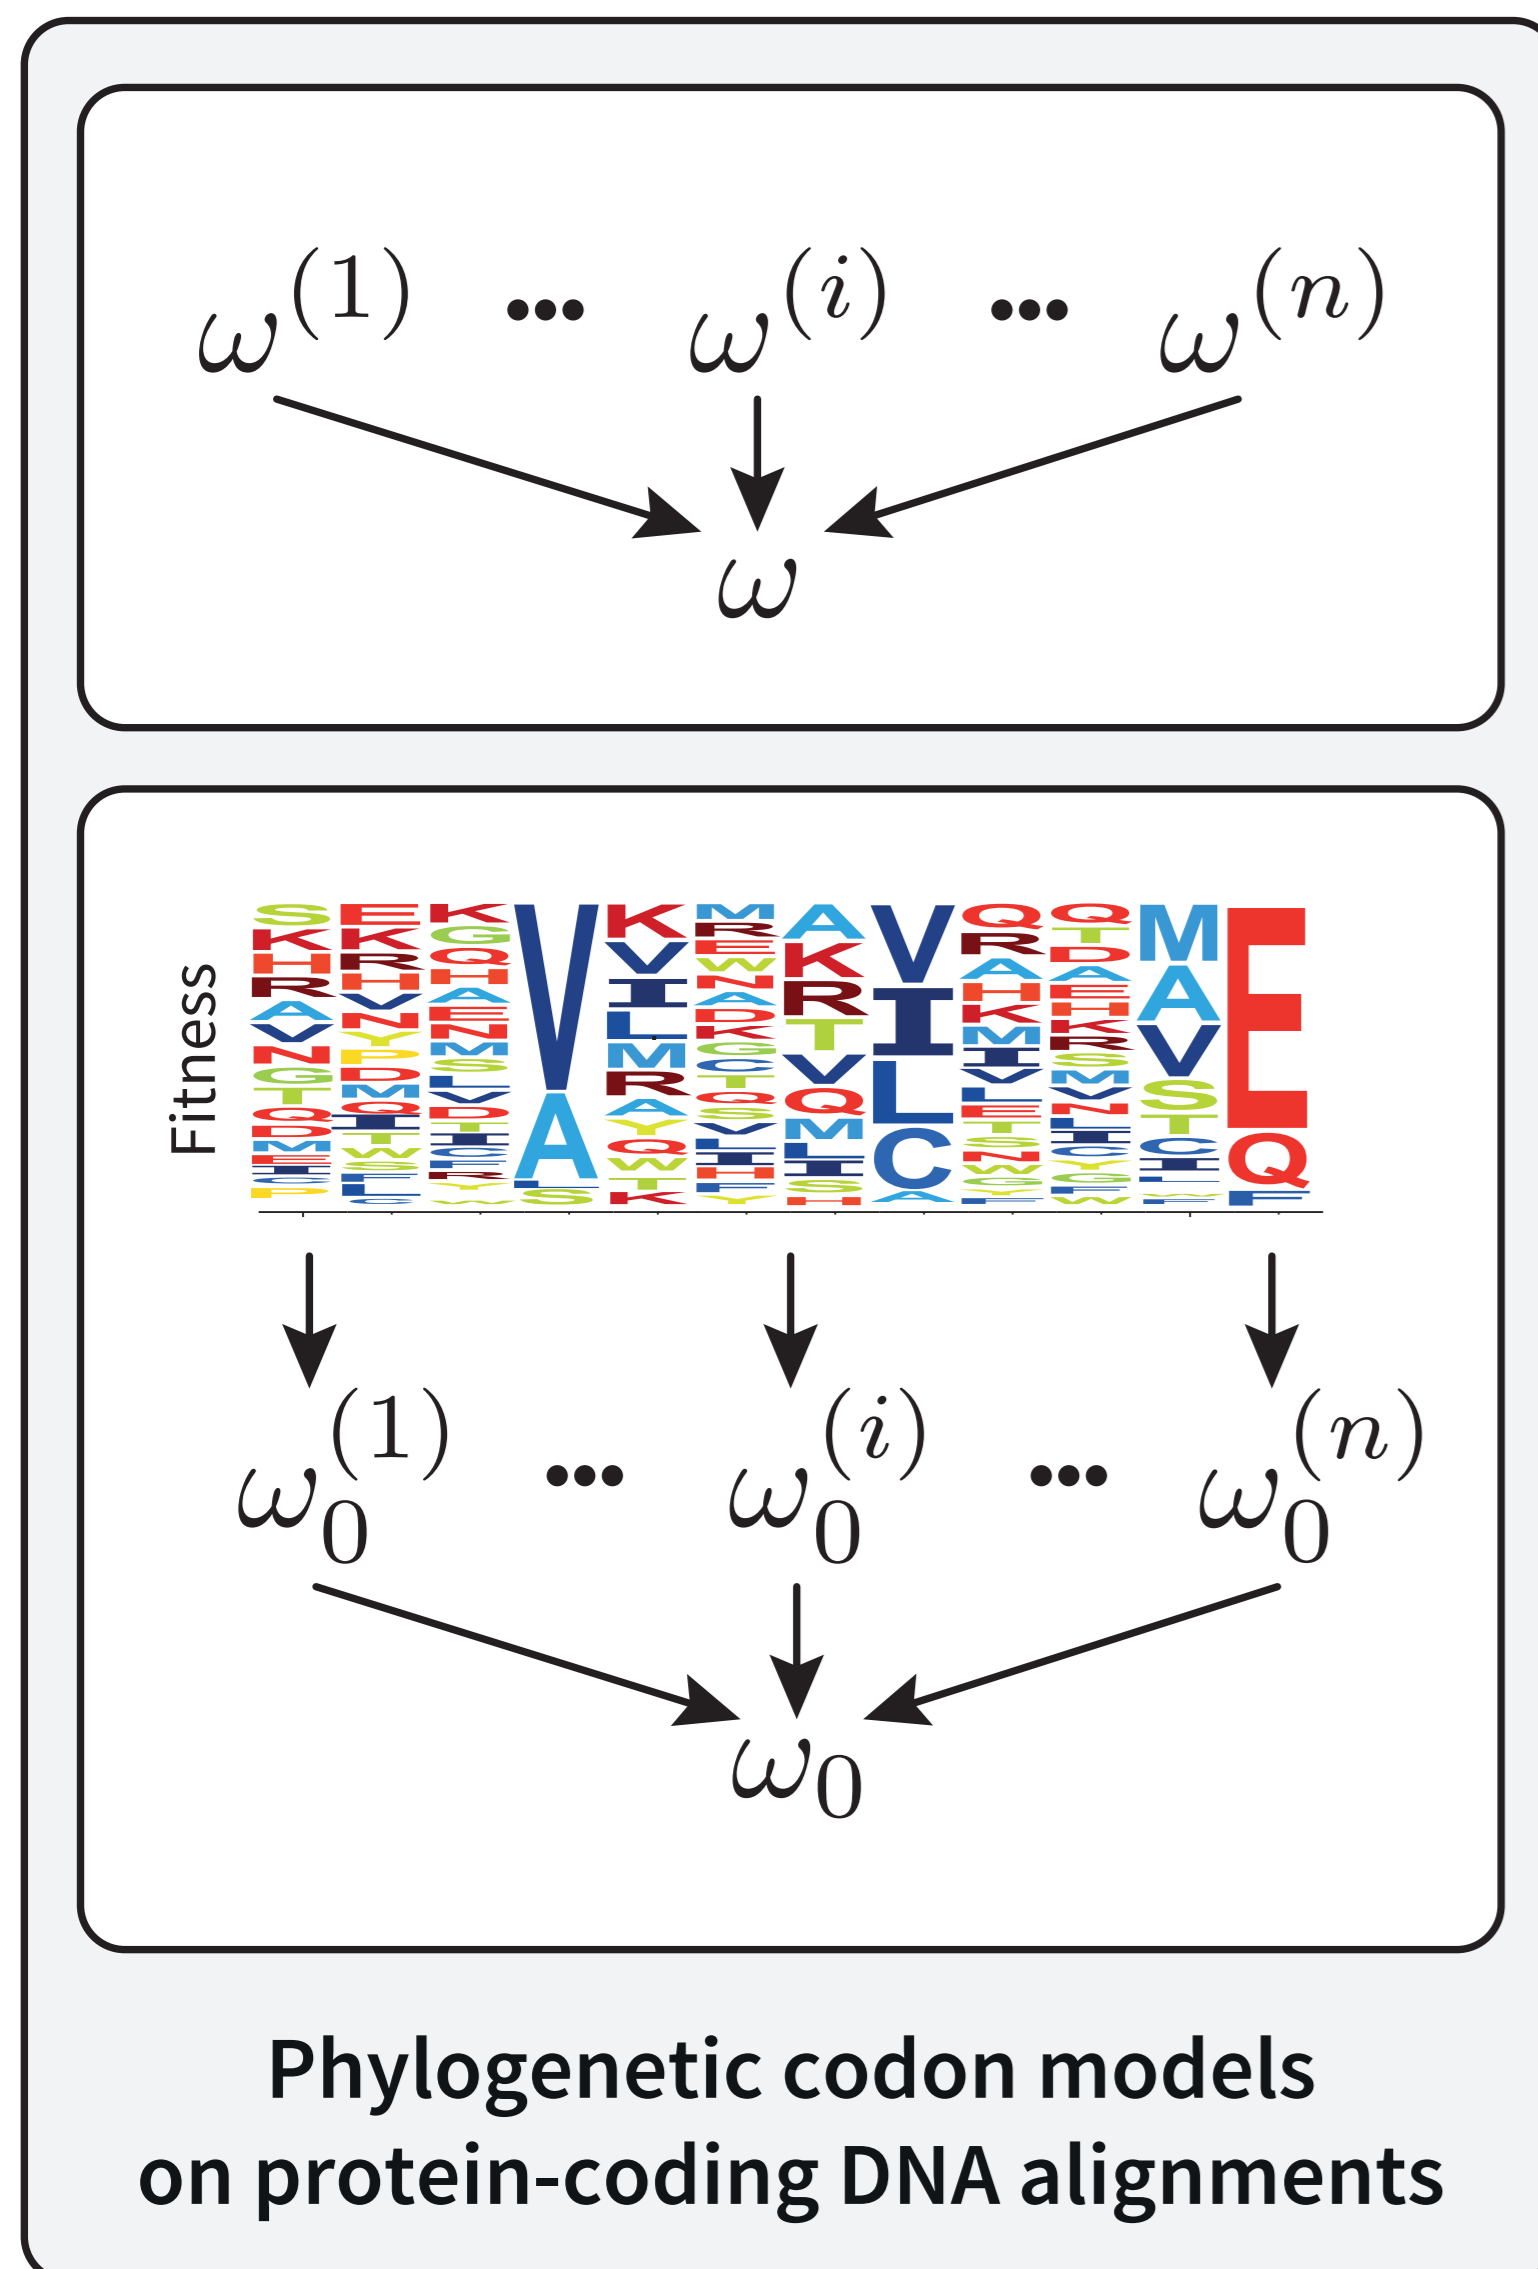 ω^(1) ••• ω^(i) ••• ω^(n)
ω
Fitness
S K H R A V N G T Q D M E I C P
E K R H V N Y P D M Q I T W S F L C
K G Q H A E N M S L V D T I C F R Y W
V A L S
K V I L M R A Y Q W T K
M R E W N A D K G C T Q S V L I H F Y
A K R T V Q M L I S H
V I L C A
Q R A H K M I V L E T S N W G Y F
Q T D A E H K R S M V N L I C Y G F W
M A V S T C I L W F
E Q F
ω₀^(1) ••• ω₀^(i) ••• ω₀^(n)
ω₀
Phylogenetic codon models
on protein-coding DNA alignments